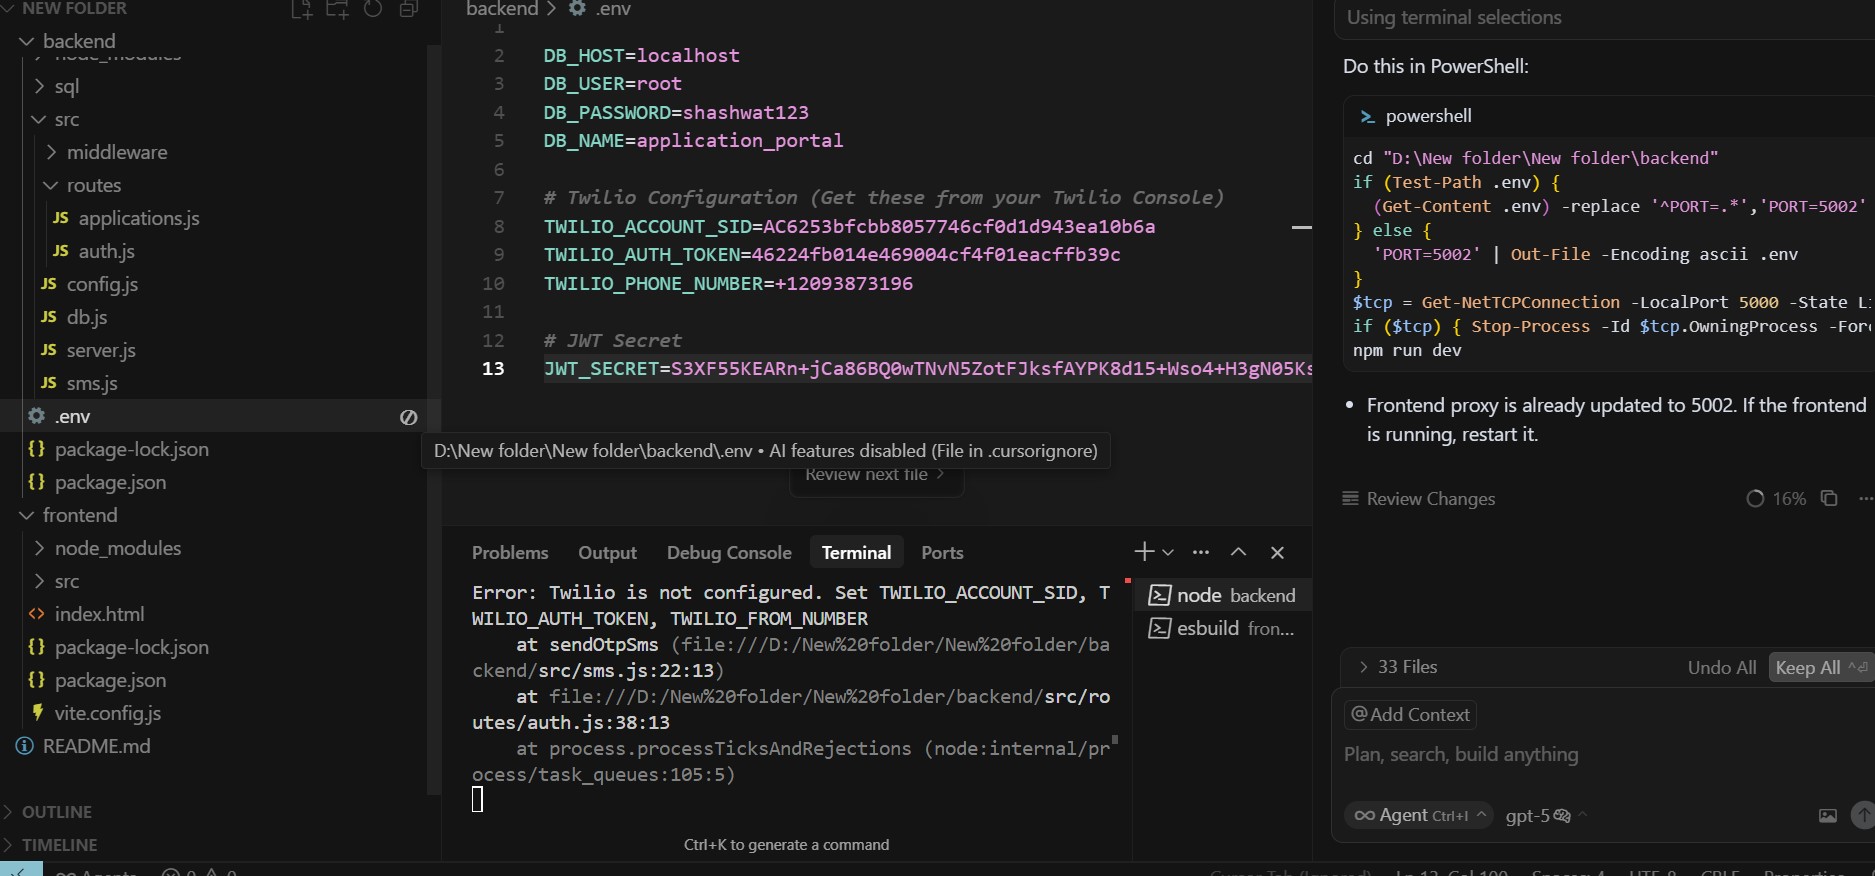 NEW FOLDER
backend
node_modules
sql
src
middleware
routes
JS applications.js
JS auth.js
JS config.js
JS db.js
JS server.js
JS sms.js
.env
{} package-lock.json
{} package.json
frontend
node_modules
src
<> index.html
{} package-lock.json
{} package.json
vite.config.js
README.md
OUTLINE
TIMELINE
backend > .env
1
2 DB_HOST=localhost
3 DB_USER=root
4 DB_PASSWORD=shashwat123
5 DB_NAME=application_portal
6
7 # Twilio Configuration (Get these from your Twilio Console)
8 TWILIO_ACCOUNT_SID=AC6253bfcbb8057746cf0d1d943ea10b6a
9 TWILIO_AUTH_TOKEN=46224fb014e469004cf4f01eacffb39c
10 TWILIO_PHONE_NUMBER=+12093873196
11
12 # JWT Secret
13 JWT_SECRET=S3XF55KEARn+jCa86BQ0wTNvN5ZotFJksfAYPK8d15+Wso4+H3gN05Ks
D:\New folder\New folder\backend\.env • AI features disabled (File in .cursorignore)
Review next file >
Problems Output Debug Console Terminal Ports
Error: Twilio is not configured. Set TWILIO_ACCOUNT_SID, T
WILIO_AUTH_TOKEN, TWILIO_FROM_NUMBER
at sendOtpSms (file:///D:/New%20folder/New%20folder/ba
ckend/src/sms.js:22:13)
at file:///D:/New%20folder/New%20folder/backend/src/ro
utes/auth.js:38:13
at process.processTicksAndRejections (node:internal/pr
ocess/task_queues:105:5)
node backend
esbuild fron...
Ctrl+K to generate a command
Using terminal selections
Do this in PowerShell:
powershell
cd "D:\New folder\New folder\backend"
if (Test-Path .env) {
(Get-Content .env) -replace '^PORT=.*','PORT=5002'
} else {
'PORT=5002' | Out-File -Encoding ascii .env
}
$tcp = Get-NetTCPConnection -LocalPort 5000 -State Li
if ($tcp) { Stop-Process -Id $tcp.OwningProcess -Forc
npm run dev
• Frontend proxy is already updated to 5002. If the frontend
is running, restart it.
Review Changes 16%
33 Files Undo All Keep All
@ Add Context
Plan, search, build anything
Agent Ctrl+I gpt-5